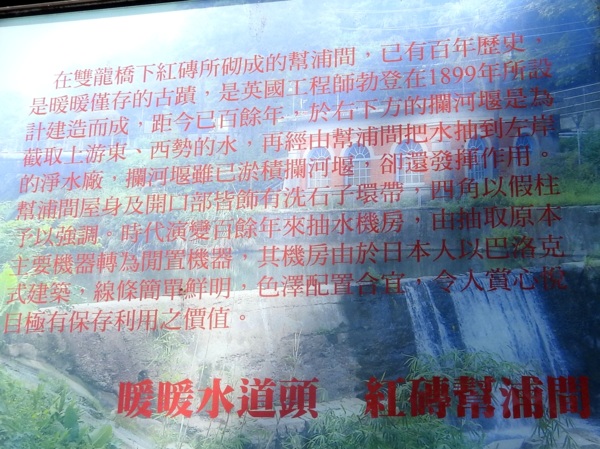 在雙龍橋下紅磚所砌成的幫浦間，已有百年歷史，
是暖暖僅存的古蹟，是英國工程師勃登在1899年所設
計建造而成，距今已百餘年，於右下方的攔河堰是為
截取上游東、西勢的水，再經由幫浦間把水抽到左岸
的淨水廠，攔河堰雖已淤積攔河堰，卻還發揮作用。
幫浦間屋身及開口部皆飾有洗石子環帶，四角以假柱
予以強調。時代演變百餘年來抽水機房，由抽取原本
主要機器轉為閒置機器，其機房由於日本人以巴洛克
式建築，線條簡單鮮明，色澤配置合宜，令人賞心悅
目極有保存利用之價值。
暖暖水道頭 紅磚幫浦間